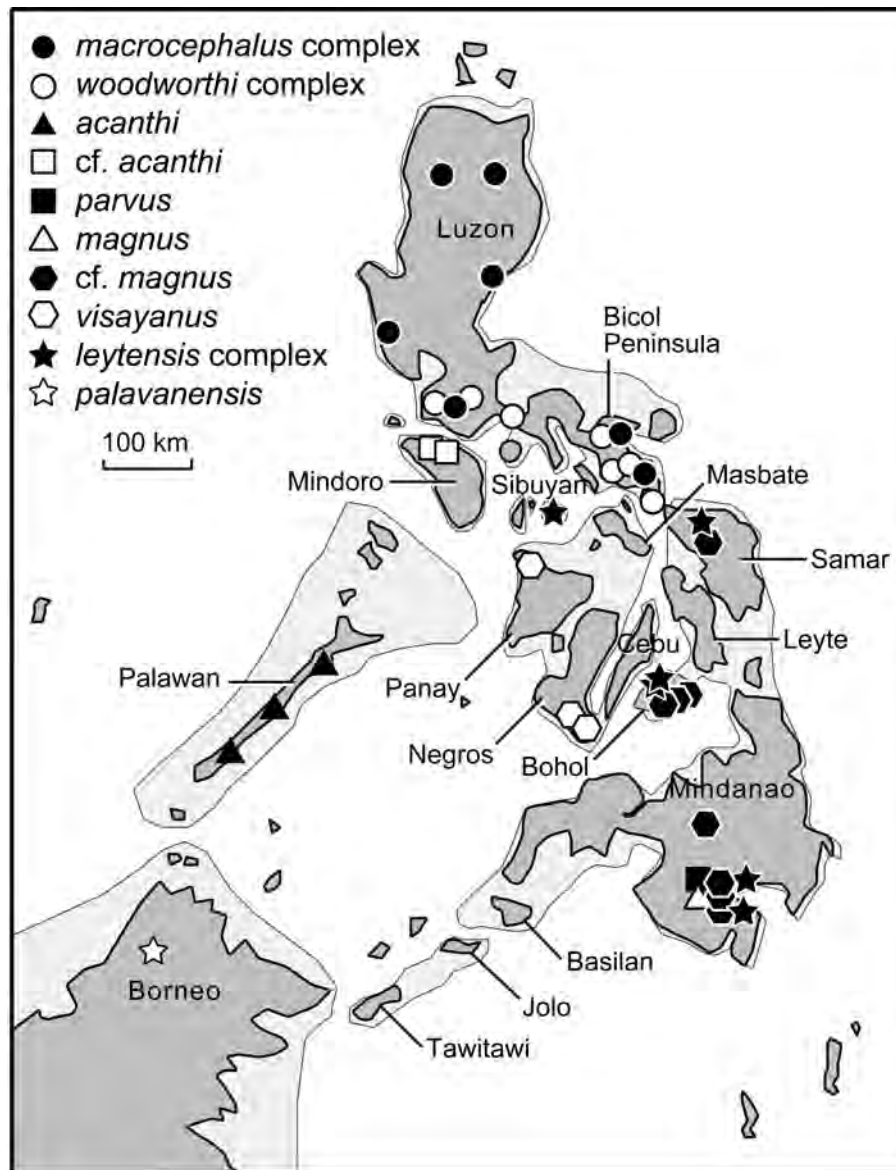 macrocephalus complex
woodworthi complex
acanthi
cf. acanthi
parvus
magnus
cf. magnus
visayanus
leytensis complex
palavanensis
100 km
Luzon
Bicol
Peninsula
Mindoro
Sibuyan
Masbate
Samar
Leyte
Cebu
Palawan
Panay
Negros
Bohol
Mindanao
Basilan
Borneo
Jolo
Tawitawi